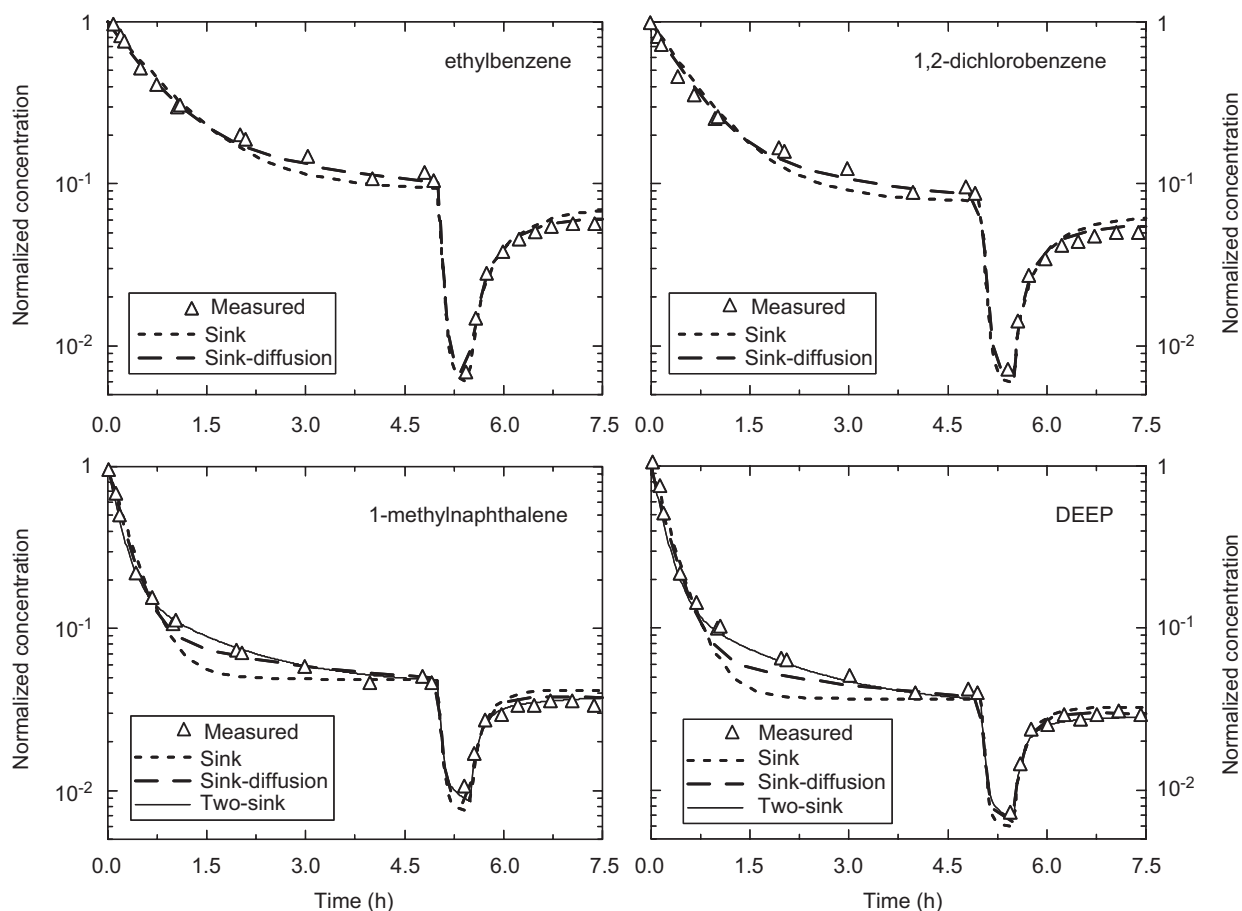 Normalized concentration
1
10-1
10-2
ethylbenzene
Measured
Sink
Sink-diffusion
0.0 1.5 3.0 4.5 6.0 7.5
1,2-dichlorobenzene
Measured
Sink
Sink-diffusion
0.0 1.5 3.0 4.5 6.0 7.5
1
10-1
10-2
Normalized concentration
Normalized concentration
1
10-1
10-2
1-methylnaphthalene
Measured
Sink
Sink-diffusion
Two-sink
0.0 1.5 3.0 4.5 6.0 7.5
Time (h)
DEEP
Measured
Sink
Sink-diffusion
Two-sink
0.0 1.5 3.0 4.5 6.0 7.5
Time (h)
1
10-1
10-2
Normalized concentration